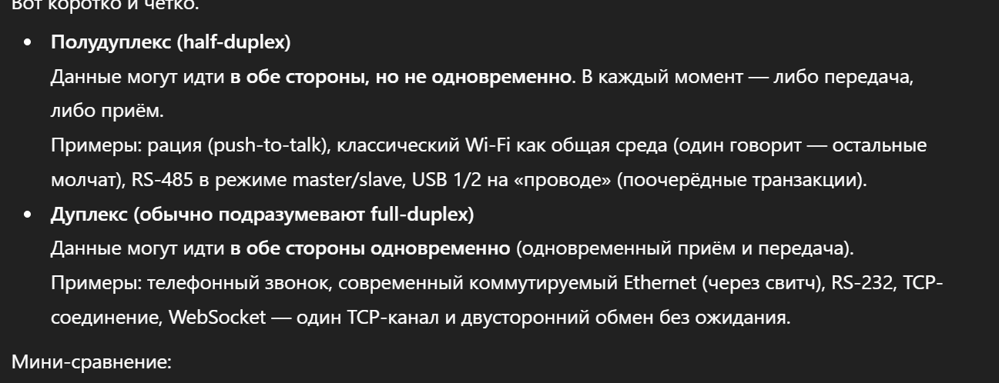 Вот коротко и чётко.
• Полудуплекс (half-duplex)
Данные могут идти в обе стороны, но не одновременно. В каждый момент — либо передача,
либо приём.
Примеры: рация (push-to-talk), классический Wi-Fi как общая среда (один говорит — остальные
молчат), RS-485 в режиме master/slave, USB 1/2 на «проводе» (поочерёдные транзакции).
• Дуплекс (обычно подразумевают full-duplex)
Данные могут идти в обе стороны одновременно (одновременный приём и передача).
Примеры: телефонный звонок, современный коммутируемый Ethernet (через свитч), RS-232, TCP-
соединение, WebSocket — один TCP-канал и двусторонний обмен без ожидания.
Мини-сравнение: